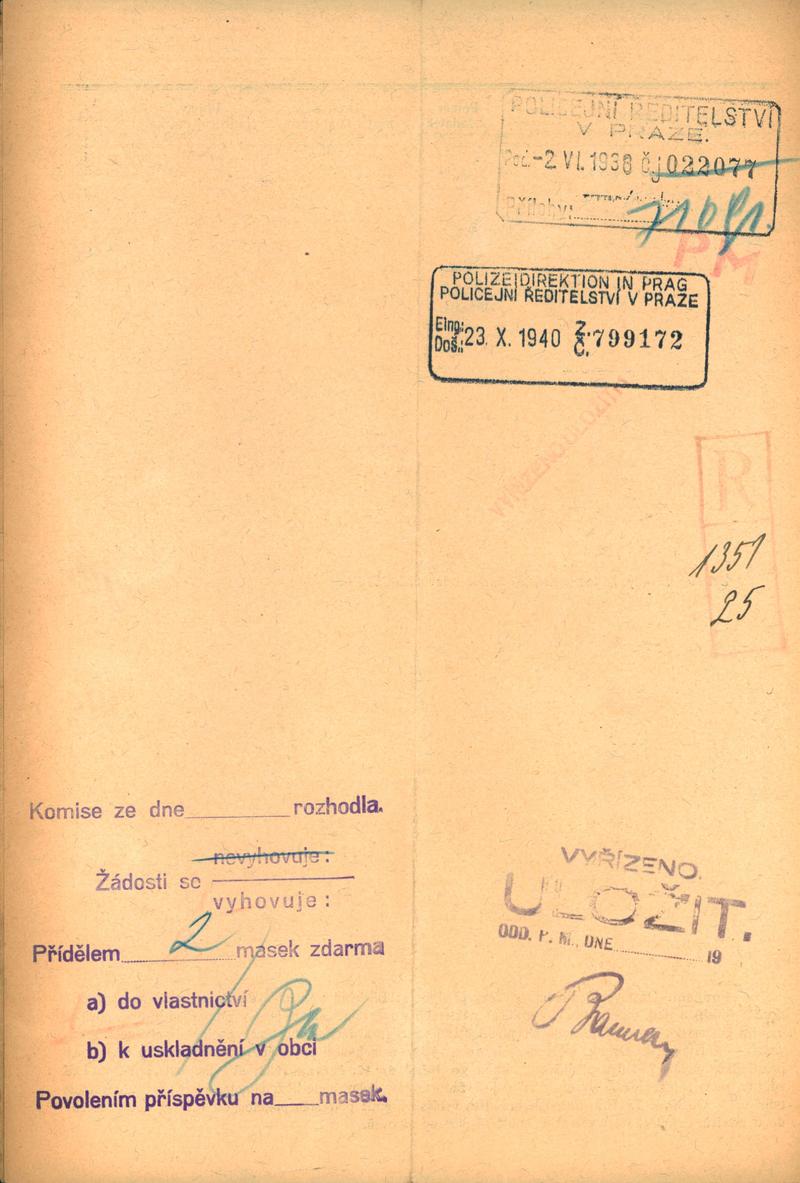 POLICEJNÍ ŘEDITELSTVÍ
V PRAZE.
Pod.-2.VI.1938 Č.j 022077
Přílohy:
PM
POLIZEIDIREKTION IN PRAG
POLICEJNÍ ŘEDITELSTVÍ V PRAZE
Eing.: Doš.: 23. X. 1940 Z. Č. 799172
VYŘÍZENO ULOŽIT
R
1351
25
Komise ze dne rozhodla.
nevyhovuje:
Žádosti se
vyhovuje:
Přídělem 2 masek zdarma
a) do vlastnictví
b) k uskladnění v obci
Povolením příspěvku na masek.
VYŘÍZENO.
ULOŽIT.
ODD. P. M., DNE 19